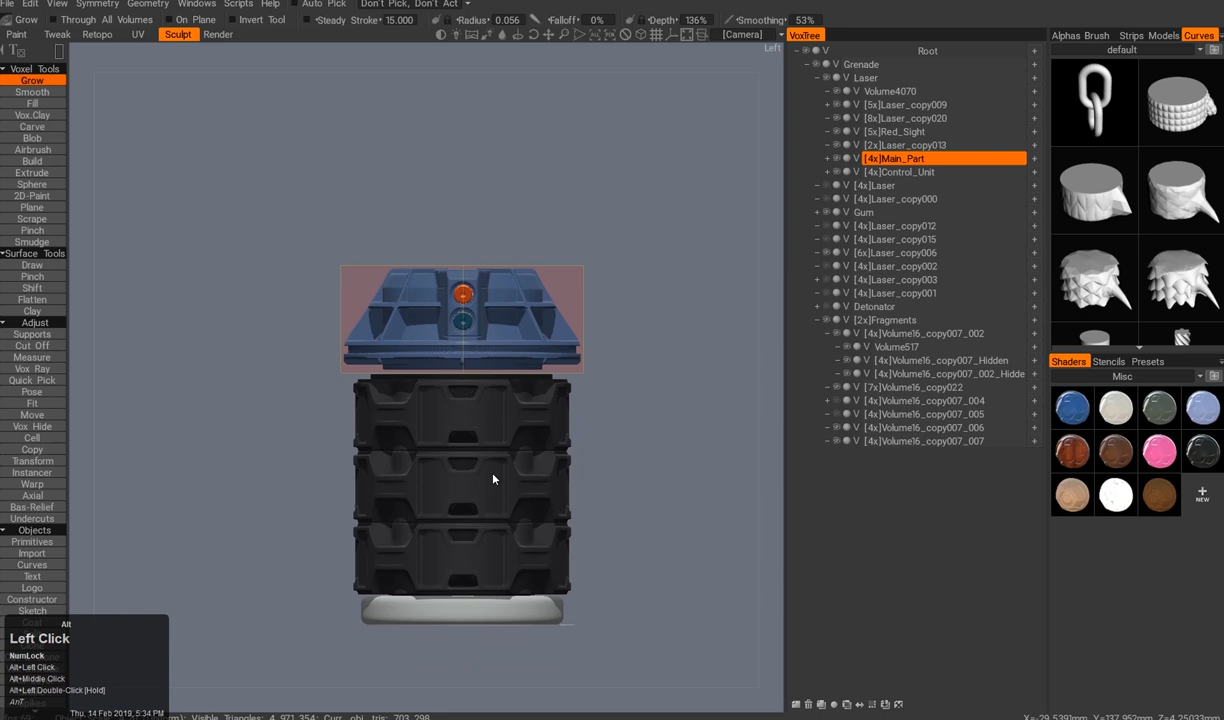 File Edit View Symmetry Geometry Windows Scripts Help Auto Pick Don't Pick, Don't Act
Grow Through All Volumes On Plane Invert Tool Steady Stroke 15.000 Radius: 0.056 Falloff: 0% Depth: 136% Smoothing: 53%
Paint Tweak Retopo UV Sculpt Render [Camera] VoxTree
Alphas Brush Strips Models Curves
default
Left
Voxel Tools
Grow
Smooth
Fill
Vox.Clay
Carve
Blob
Airbrush
Build
Extrude
Sphere
2D-Paint
Plane
Scrape
Pinch
Smudge
Surface Tools
Draw
Pinch
Shift
Flatten
Clay
Adjust
Supports
Cut Off
Measure
Vox Ray
Quick Pick
Pose
Fit
Move
Vox Hide
Cell
Copy
Transform
Instancer
Warp
Axial
Bas-Relief
Undercuts
Objects
Primitives
Import
Curves
Text
Logo
Constructor
Sketch
Alt
Left Click
NumLock
Alt+Left Click
Alt+Middle Click
Alt+Left Double-Click [Hold]
AnT
Thu, 14 Feb 2019, 5:34 PM
V Root +
V Grenade +
V Laser +
V Volume4070 +
V [5x]Laser_copy009 +
V [8x]Laser_copy020 +
V [5x]Red_Sight +
V [2x]Laser_copy013 +
V [4x]Main_Part +
V [4x]Control_Unit +
V [4x]Laser +
V [4x]Laser_copy000 +
V Gum +
V [4x]Laser_copy012 +
V [4x]Laser_copy015 +
V [6x]Laser_copy006 +
V [4x]Laser_copy002 +
V [4x]Laser_copy003 +
V [4x]Laser_copy001 +
V Detonator +
V [2x]Fragments +
V [4x]Volume16_copy007_002 +
V Volume517 +
V [4x]Volume16_copy007_Hidden +
V [4x]Volume16_copy007_002_Hidde +
V [7x]Volume16_copy022 +
V [4x]Volume16_copy007_004 +
V [4x]Volume16_copy007_005 +
V [4x]Volume16_copy007_006 +
V [4x]Volume16_copy007_007 +
Shaders Stencils Presets
Misc
NEW
Visible Triangles: 4 971 354; Curr. obj. tris: 703 298